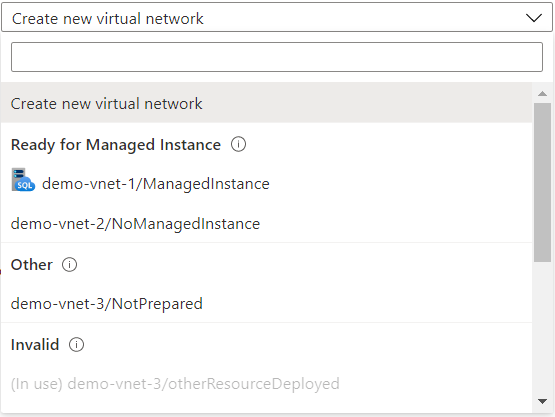 Create new virtual network
Create new virtual network
Ready for Managed Instance
SQL demo-vnet-1/ManagedInstance
demo-vnet-2/NoManagedInstance
Other
demo-vnet-3/NotPrepared
Invalid
(In use) demo-vnet-3/otherResourceDeployed